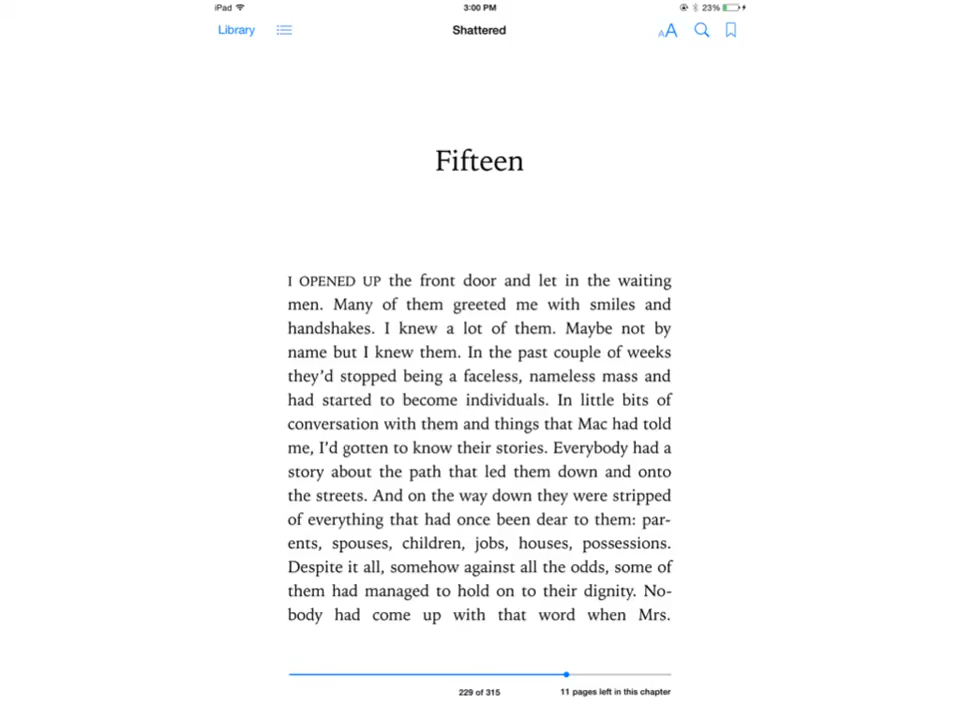 iPad 3:00 PM 23%
Library Shattered AA
Fifteen
I OPENED UP the front door and let in the waiting
men. Many of them greeted me with smiles and
handshakes. I knew a lot of them. Maybe not by
name but I knew them. In the past couple of weeks
they’d stopped being a faceless, nameless mass and
had started to become individuals. In little bits of
conversation with them and things that Mac had told
me, I’d gotten to know their stories. Everybody had a
story about the path that led them down and onto
the streets. And on the way down they were stripped
of everything that had once been dear to them: par-
ents, spouses, children, jobs, houses, possessions.
Despite it all, somehow against all the odds, some of
them had managed to hold on to their dignity. No-
body had come up with that word when Mrs.
229 of 315 11 pages left in this chapter